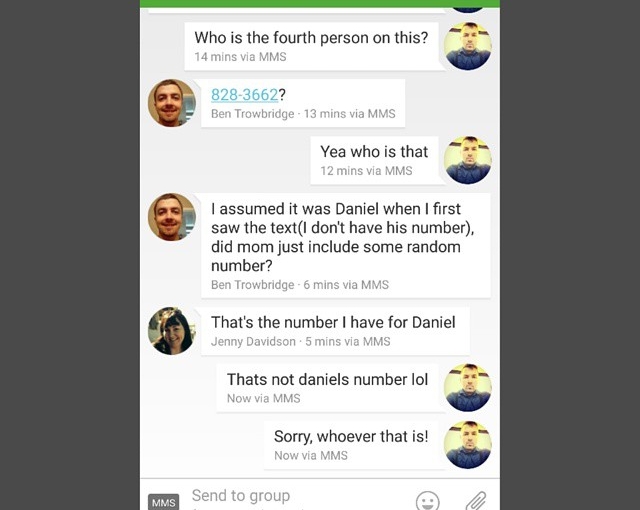 Who is the fourth person on this?
14 mins via MMS
828-3662?
Ben Trowbridge · 13 mins via MMS
Yea who is that
12 mins via MMS
I assumed it was Daniel when I first
saw the text(I don't have his number),
did mom just include some random
number?
Ben Trowbridge · 6 mins via MMS
That's the number I have for Daniel
Jenny Davidson · 5 mins via MMS
Thats not daniels number lol
Now via MMS
Sorry, whoever that is!
Now via MMS
MMS
Send to group